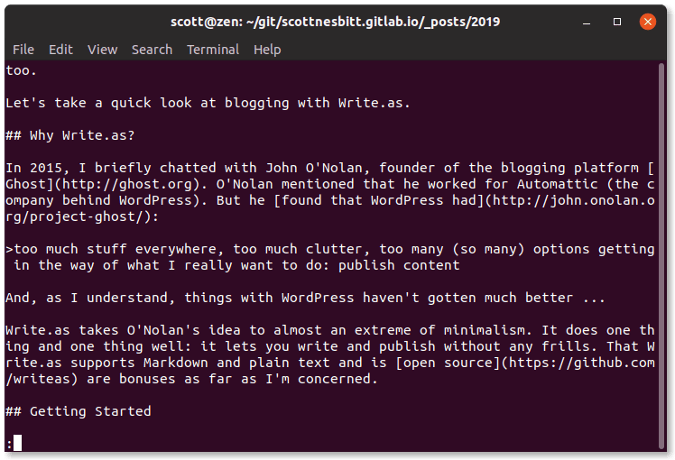 scott@zen: ~/git/scottnesbitt.gitlab.io/_posts/2019
File Edit View Search Terminal Help
too.
Let's take a quick look at blogging with Write.as.
## Why Write.as?
In 2015, I briefly chatted with John O'Nolan, founder of the blogging platform [
Ghost](http://ghost.org). O'Nolan mentioned that he worked for Automattic (the c
ompany behind WordPress). But he [found that WordPress had](http://john.onolan.o
rg/project-ghost/):
>too much stuff everywhere, too much clutter, too many (so many) options getting
in the way of what I really want to do: publish content
And, as I understand, things with WordPress haven't gotten much better ...
Write.as takes O'Nolan's idea to almost an extreme of minimalism. It does one th
ing and one thing well: it lets you write and publish without any frills. That W
rite.as supports Markdown and plain text and is [open source](https://github.com
/writeas) are bonuses as far as I'm concerned.
## Getting Started
: